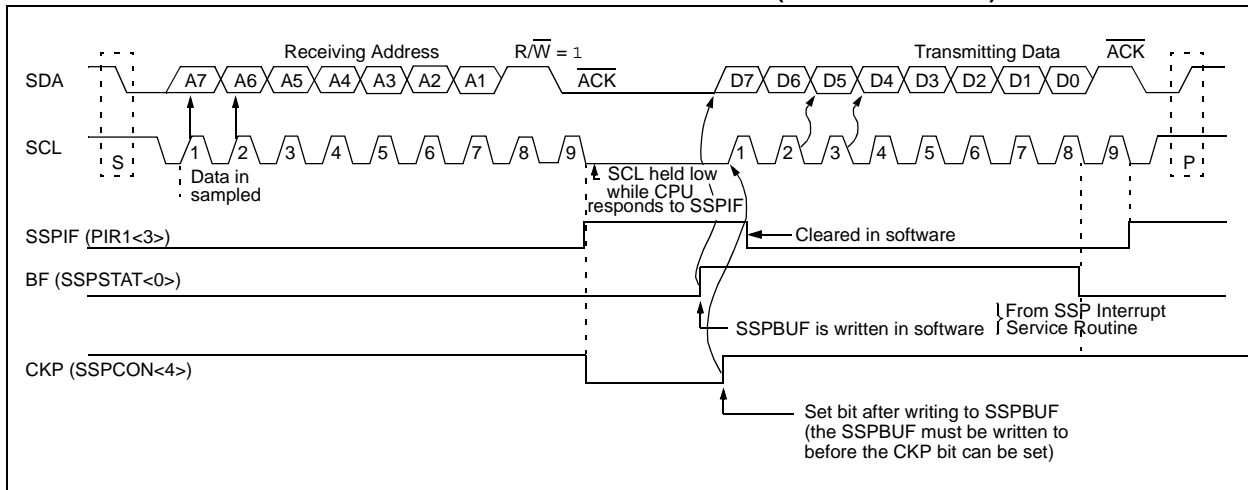 Receiving Address R/W = 1 Transmitting Data ACK
SDA A7 A6 A5 A4 A3 A2 A1 ACK D7 D6 D5 D4 D3 D2 D1 D0
SCL S 1 2 3 4 5 6 7 8 9 1 2 3 4 5 6 7 8 9 P
Data in
sampled
SCL held low
while CPU
responds to SSPIF
SSPIF (PIR1<3>)
Cleared in software
BF (SSPSTAT<0>)
SSPBUF is written in software
From SSP Interrupt
Service Routine
CKP (SSPCON<4>)
Set bit after writing to SSPBUF
(the SSPBUF must be written to
before the CKP bit can be set)